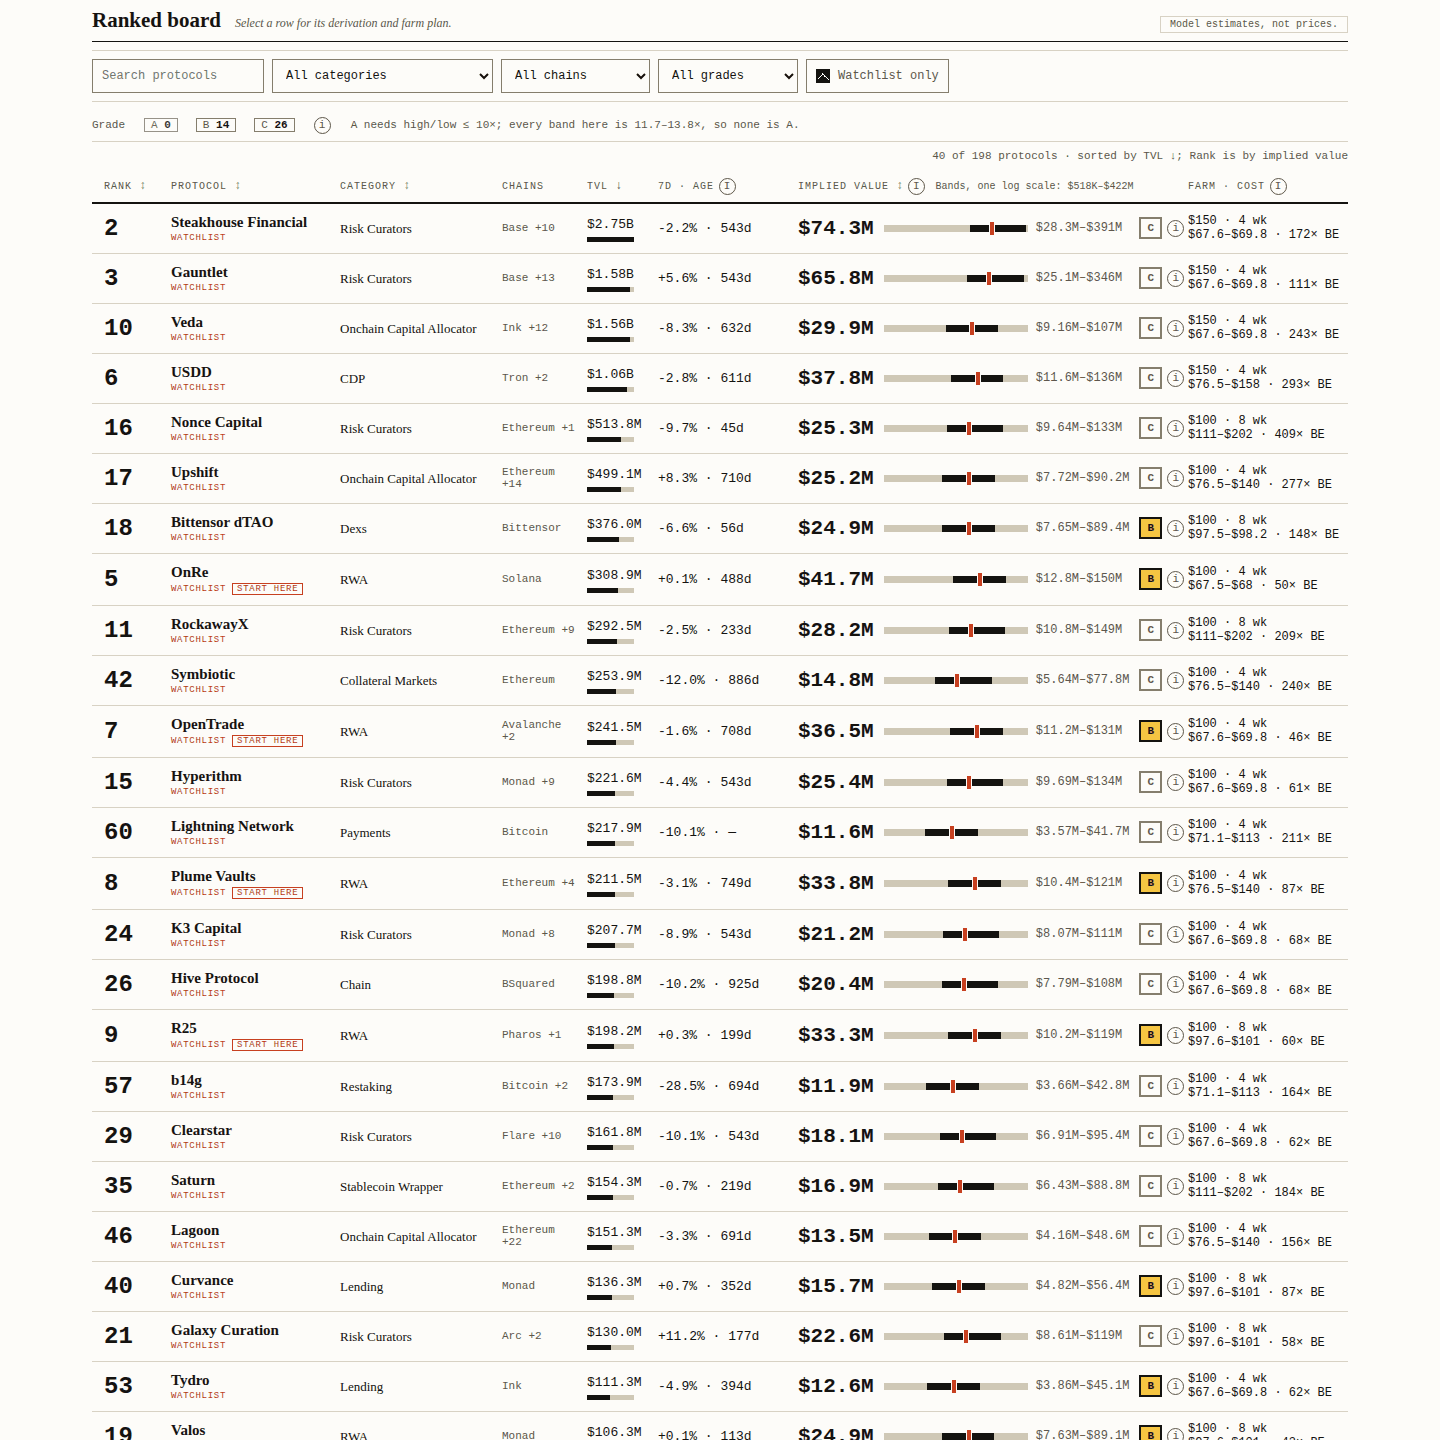 Ranked board Select a row for its derivation and farm plan. Model estimates, not prices.
Search protocols All categories All chains All grades Watchlist only
Grade A 0 B 14 C 26 i A needs high/low ≤ 10×; every band here is 11.7–13.8×, so none is A.
40 of 198 protocols · sorted by TVL ↓; Rank is by implied value
RANK ↕ PROTOCOL ↕ CATEGORY ↕ CHAINS TVL ↓ 7D · AGE I IMPLIED VALUE ↕ I Bands, one log scale: $518K–$422M FARM · COST I
2 Steakhouse Financial Risk Curators Base +10 $2.75B -2.2% · 543d $74.3M $28.3M–$391M C i $150 · 4 wk
WATCHLIST $67.6–$69.8 · 172× BE
3 Gauntlet Risk Curators Base +13 $1.58B +5.6% · 543d $65.8M $25.1M–$346M C i $150 · 4 wk
WATCHLIST $67.6–$69.8 · 111× BE
10 Veda Onchain Capital Allocator Ink +12 $1.56B -8.3% · 632d $29.9M $9.16M–$107M C i $150 · 4 wk
WATCHLIST $67.6–$69.8 · 243× BE
6 USDD CDP Tron +2 $1.06B -2.8% · 611d $37.8M $11.6M–$136M C i $150 · 4 wk
WATCHLIST $76.5–$158 · 293× BE
16 Nonce Capital Risk Curators Ethereum +1 $513.8M -9.7% · 45d $25.3M $9.64M–$133M C i $100 · 8 wk
WATCHLIST $111–$202 · 409× BE
17 Upshift Onchain Capital Allocator Ethereum +14 $499.1M +8.3% · 710d $25.2M $7.72M–$90.2M C i $100 · 4 wk
WATCHLIST $76.5–$140 · 277× BE
18 Bittensor dTAO Dexs Bittensor $376.0M -6.6% · 56d $24.9M $7.65M–$89.4M B i $100 · 8 wk
WATCHLIST $97.5–$98.2 · 148× BE
5 OnRe RWA Solana $308.9M +0.1% · 488d $41.7M $12.8M–$150M B i $100 · 4 wk
WATCHLIST START HERE $67.5–$68 · 50× BE
11 RockawayX Risk Curators Ethereum +9 $292.5M -2.5% · 233d $28.2M $10.8M–$149M C i $100 · 8 wk
WATCHLIST $111–$202 · 209× BE
42 Symbiotic Collateral Markets Ethereum $253.9M -12.0% · 886d $14.8M $5.64M–$77.8M C i $100 · 4 wk
WATCHLIST $76.5–$140 · 240× BE
7 OpenTrade RWA Avalanche +2 $241.5M -1.6% · 708d $36.5M $11.2M–$131M B i $100 · 4 wk
WATCHLIST START HERE $67.6–$69.8 · 46× BE
15 Hyperithm Risk Curators Monad +9 $221.6M -4.4% · 543d $25.4M $9.69M–$134M C i $100 · 4 wk
WATCHLIST $67.6–$69.8 · 61× BE
60 Lightning Network Payments Bitcoin $217.9M -10.1% · — $11.6M $3.57M–$41.7M C i $100 · 4 wk
WATCHLIST $71.1–$113 · 211× BE
8 Plume Vaults RWA Ethereum +4 $211.5M -3.1% · 749d $33.8M $10.4M–$121M B i $100 · 4 wk
WATCHLIST START HERE $76.5–$140 · 87× BE
24 K3 Capital Risk Curators Monad +8 $207.7M -8.9% · 543d $21.2M $8.07M–$111M C i $100 · 4 wk
WATCHLIST $67.6–$69.8 · 68× BE
26 Hive Protocol Chain BSquared $198.8M -10.2% · 925d $20.4M $7.79M–$108M C i $100 · 4 wk
WATCHLIST $67.6–$69.8 · 68× BE
9 R25 RWA Pharos +1 $198.2M +0.3% · 199d $33.3M $10.2M–$119M B i $100 · 8 wk
WATCHLIST START HERE $97.6–$101 · 60× BE
57 b14g Restaking Bitcoin +2 $173.9M -28.5% · 694d $11.9M $3.66M–$42.8M C i $100 · 4 wk
WATCHLIST $71.1–$113 · 164× BE
29 Clearstar Risk Curators Flare +10 $161.8M -10.1% · 543d $18.1M $6.91M–$95.4M C i $100 · 4 wk
WATCHLIST $67.6–$69.8 · 62× BE
35 Saturn Stablecoin Wrapper Ethereum +2 $154.3M -0.7% · 219d $16.9M $6.43M–$88.8M C i $100 · 8 wk
WATCHLIST $111–$202 · 184× BE
46 Lagoon Onchain Capital Allocator Ethereum +22 $151.3M -3.3% · 691d $13.5M $4.16M–$48.6M C i $100 · 4 wk
WATCHLIST $76.5–$140 · 156× BE
40 Curvance Lending Monad $136.3M +0.7% · 352d $15.7M $4.82M–$56.4M B i $100 · 8 wk
WATCHLIST $97.6–$101 · 87× BE
21 Galaxy Curation Risk Curators Arc +2 $130.0M +11.2% · 177d $22.6M $8.61M–$119M C i $100 · 8 wk
WATCHLIST $97.6–$101 · 58× BE
53 Tydro Lending Ink $111.3M -4.9% · 394d $12.6M $3.86M–$45.1M B i $100 · 4 wk
WATCHLIST $67.6–$69.8 · 62× BE
19 Valos RWA Monad $106.3M +0.1% · 113d $24.9M $7.63M–$89.1M B i $100 · 8 wk